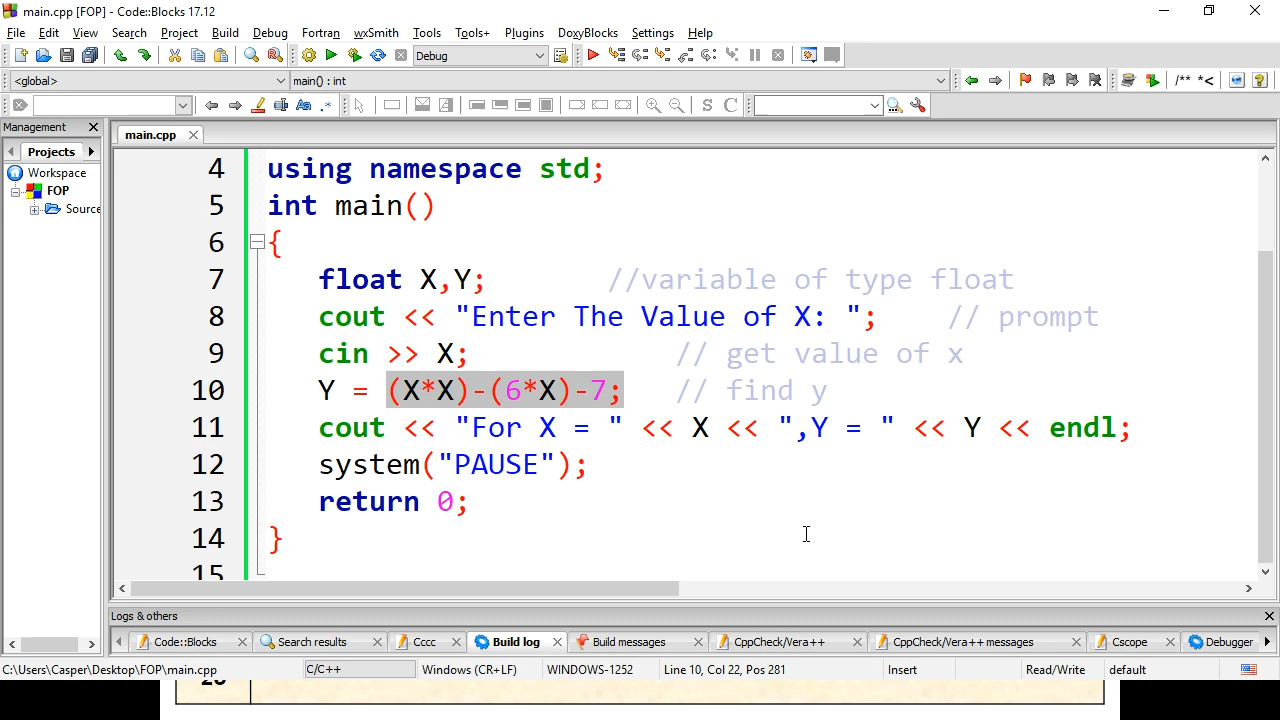 main.cpp [FOP] - Code::Blocks 17.12
File Edit View Search Project Build Debug Fortran wxSmith Tools Tools+ Plugins DoxyBlocks Settings Help
Debug
<global> main() : int /** *<
Aa .* S C
Management
main.cpp
Projects
Workspace
FOP
Source
4 using namespace std;
5 int main()
6 {
7 float X,Y; //variable of type float
8 cout << "Enter The Value of X: "; // prompt
9 cin >> X; // get value of x
10 Y = (X*X)-(6*X)-7; // find y
11 cout << "For X = " << X << ",Y = " << Y << endl;
12 system("PAUSE");
13 return 0;
14 }
15
Logs & others
Code::Blocks Search results Cccc Build log Build messages CppCheck/Vera++ CppCheck/Vera++ messages Cscope Debugger
C:\Users\Casper\Desktop\FOP\main.cpp C/C++ Windows (CR+LF) WINDOWS-1252 Line 10, Col 22, Pos 281 Insert Read/Write default